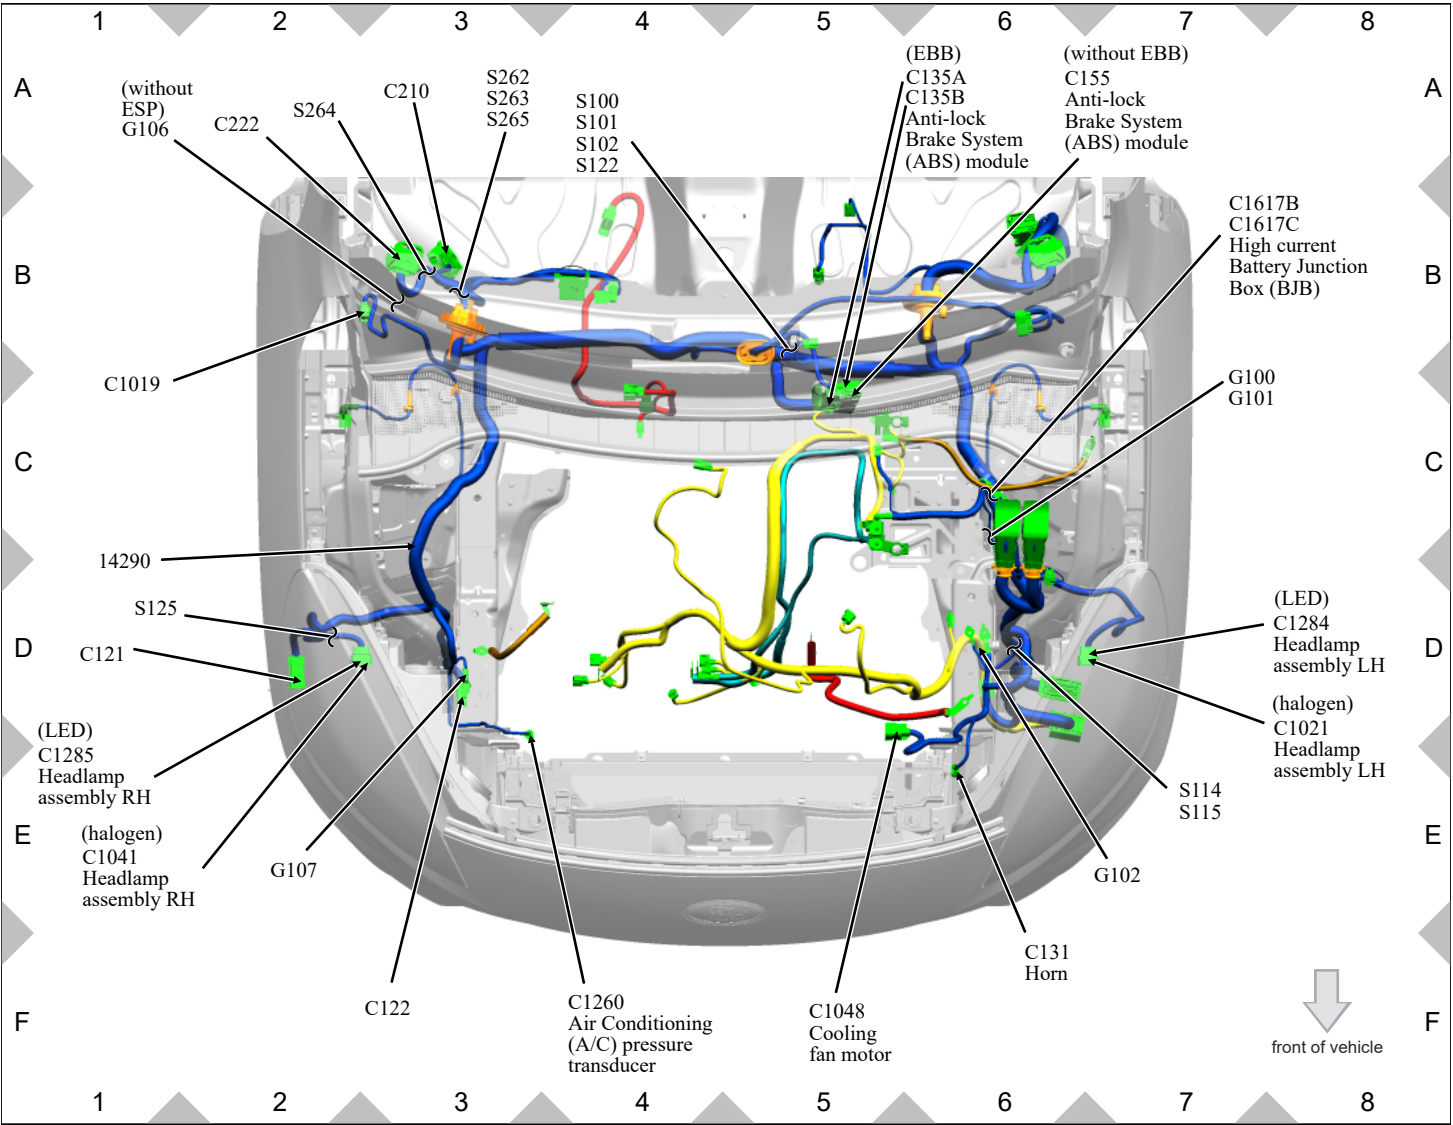 1 2 3 4 5 6 7 8
A
A
(without
ESP)
G106
C222
S264
C210
S262
S263
S265
S100
S101
S102
S122
(EBB)
C135A
C135B
Anti-lock
Brake System
(ABS) module
(without EBB)
C155
Anti-lock
Brake System
(ABS) module
C1617B
C1617C
High current
Battery Junction
Box (BJB)
B
B
C1019
G100
G101
C
C
14290
S125
C121
D
D
(LED)
C1284
Headlamp
assembly LH
(halogen)
C1021
Headlamp
assembly LH
(LED)
C1285
Headlamp
assembly RH
(halogen)
C1041
Headlamp
assembly RH
S114
S115
E
E
G107
G102
C131
Horn
C122
C1260
Air Conditioning
(A/C) pressure
transducer
C1048
Cooling
fan motor
F
F
front of vehicle
1 2 3 4 5 6 7 8